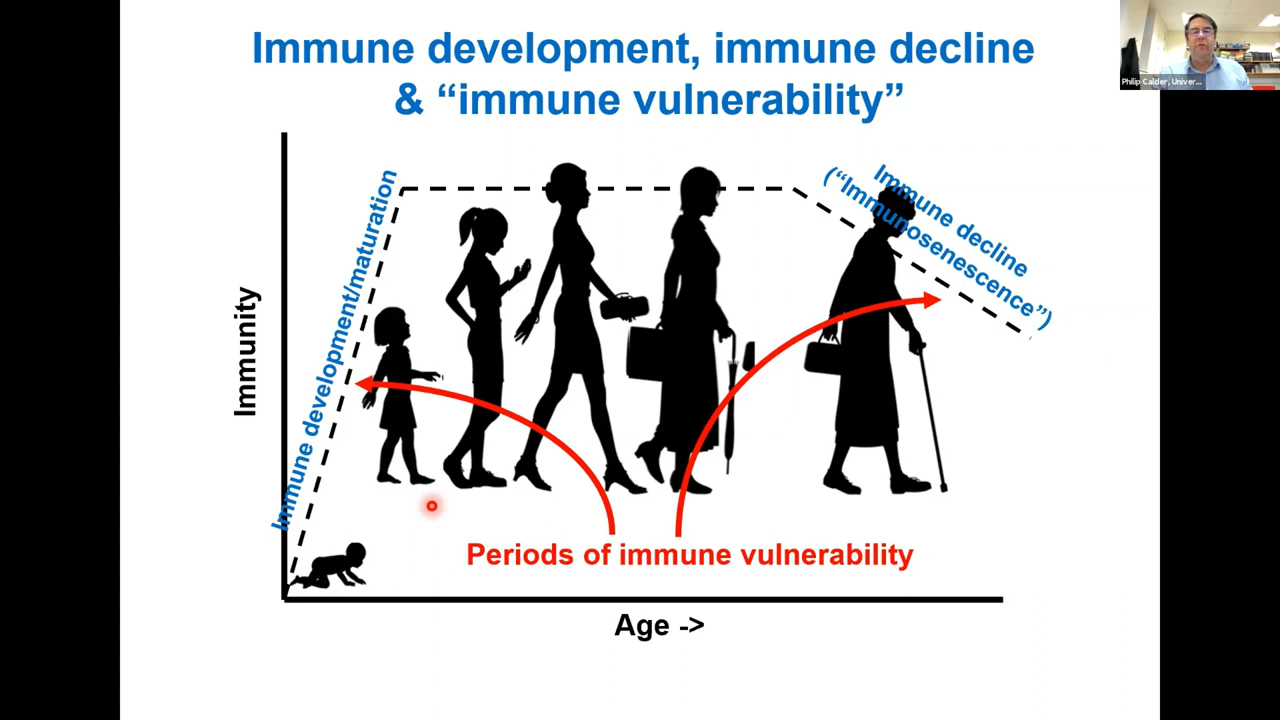 Immune development, immune decline
& “immune vulnerability”
Philip Calder, Univer...
Immunity
Immune development/maturation
Immune decline
(“Immunosenescence”)
Periods of immune vulnerability
Age ->